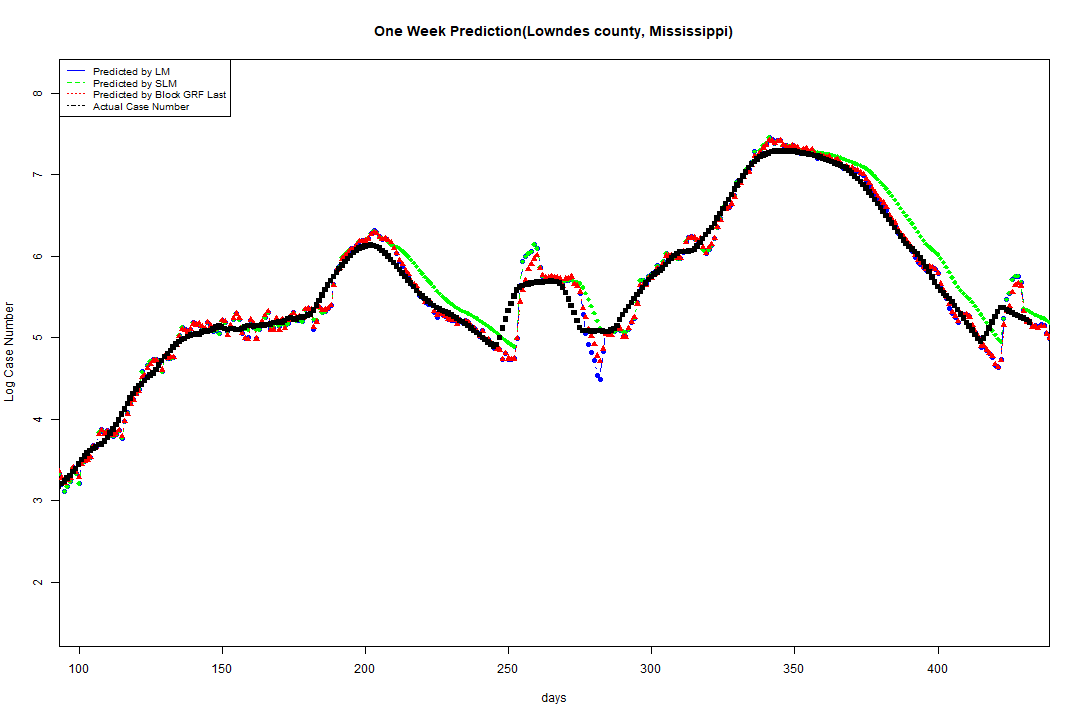 One Week Prediction(Lowndes county, Mississippi)
Predicted by LM
Predicted by SLM
Predicted by Block GRF Last
Actual Case Number
Log Case Number
8
7
6
5
4
3
2
100 150 200 250 300 350 400
days